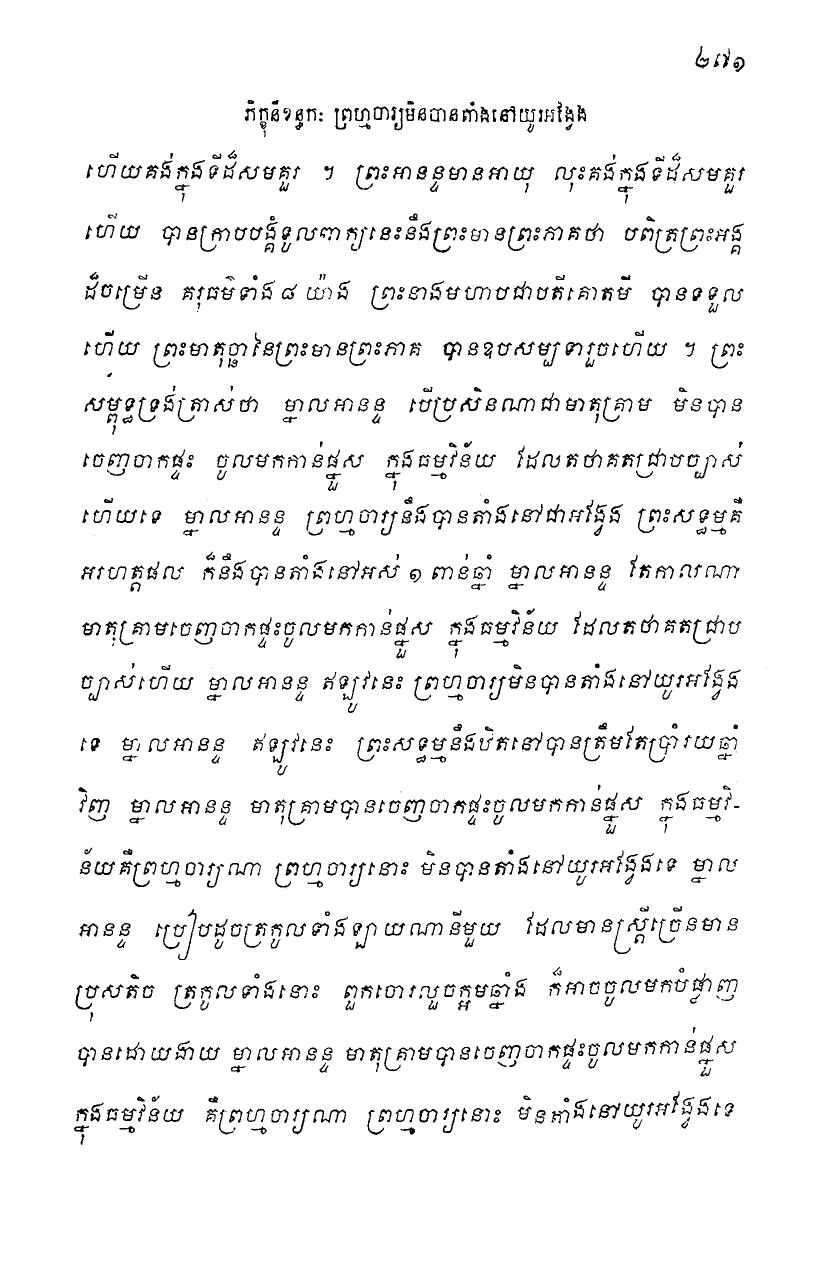 ២៧១
ភិក្ខុនីខន្ធកៈ ព្រហ្មចារ្យមិនបានតាំងនៅយូរអង្វែង
ហើយគង់ក្នុងទីដ៏សមគួរ ។ ព្រះអានន្ទមានអាយុ លុះគង់ក្នុងទីដ៏សមគួរ
ហើយ បានក្រាបបង្គំទូលពាក្យនេះនឹងព្រះមានព្រះភាគថា បពិត្រព្រះអង្គ
ដ៏ចម្រើន គរុធម៌ទាំង ៨ យ៉ាង ព្រះនាងមហាបជាបតីគោតមី បានទទួល
ហើយ ព្រះមាតុច្ឆានៃព្រះមានព្រះភាគ បានឧបសម្បទារួចហើយ ។ ព្រះ
សម្ពុទ្ធទ្រង់ត្រាស់ថា ម្នាលអានន្ទ បើប្រសិនណាជាមាតុគ្រាម មិនបាន
ចេញចាកផ្ទះ ចូលមកកាន់ផ្នួស ក្នុងធម្មវិន័យ ដែលតថាគតជ្រាបច្បាស់
ហើយទេ ម្នាលអានន្ទ ព្រហ្មចារ្យនឹងបានតាំងនៅជាអង្វែង ព្រះសទ្ធម្មគឺ
អរហត្តផល ក៏នឹងបានតាំងនៅអស់ ១ ពាន់ឆ្នាំ ម្នាលអានន្ទ តែកាលណា
មាតុគ្រាមចេញចាកផ្ទះចូលមកកាន់ផ្នួស ក្នុងធម្មវិន័យ ដែលតថាគតជ្រាប
ច្បាស់ហើយ ម្នាលអានន្ទ ឥឡូវនេះ ព្រហ្មចារ្យមិនបានតាំងនៅយូរអង្វែង
ទេ ម្នាលអានន្ទ ឥឡូវនេះ ព្រះសទ្ធម្មនឹងឋិតនៅបានត្រឹមតែប្រាំរយឆ្នាំ
វិញ ម្នាលអានន្ទ មាតុគ្រាមបានចេញចាកផ្ទះចូលមកកាន់ផ្នួស ក្នុងធម្មវិ-
ន័យគឺព្រហ្មចារ្យណា ព្រហ្មចារ្យនោះ មិនបានតាំងនៅយូរអង្វែងទេ ម្នាល
អានន្ទ ប្រៀបដូចត្រកូលទាំងឡាយណានីមួយ ដែលមានស្ត្រីច្រើនមាន
ប្រុសតិច ត្រកូលទាំងនោះ ពួកចោរលួចក្អមឆ្នាំង ក៏អាចចូលមកបំផ្លាញ
បានដោយងាយ ម្នាលអានន្ទ មាតុគ្រាមបានចេញចាកផ្ទះចូលមកកាន់ផ្នួស
ក្នុងធម្មវិន័យ គឺព្រហ្មចារ្យណា ព្រហ្មចារ្យនោះ មិនតាំងនៅយូរអង្វែងទេ